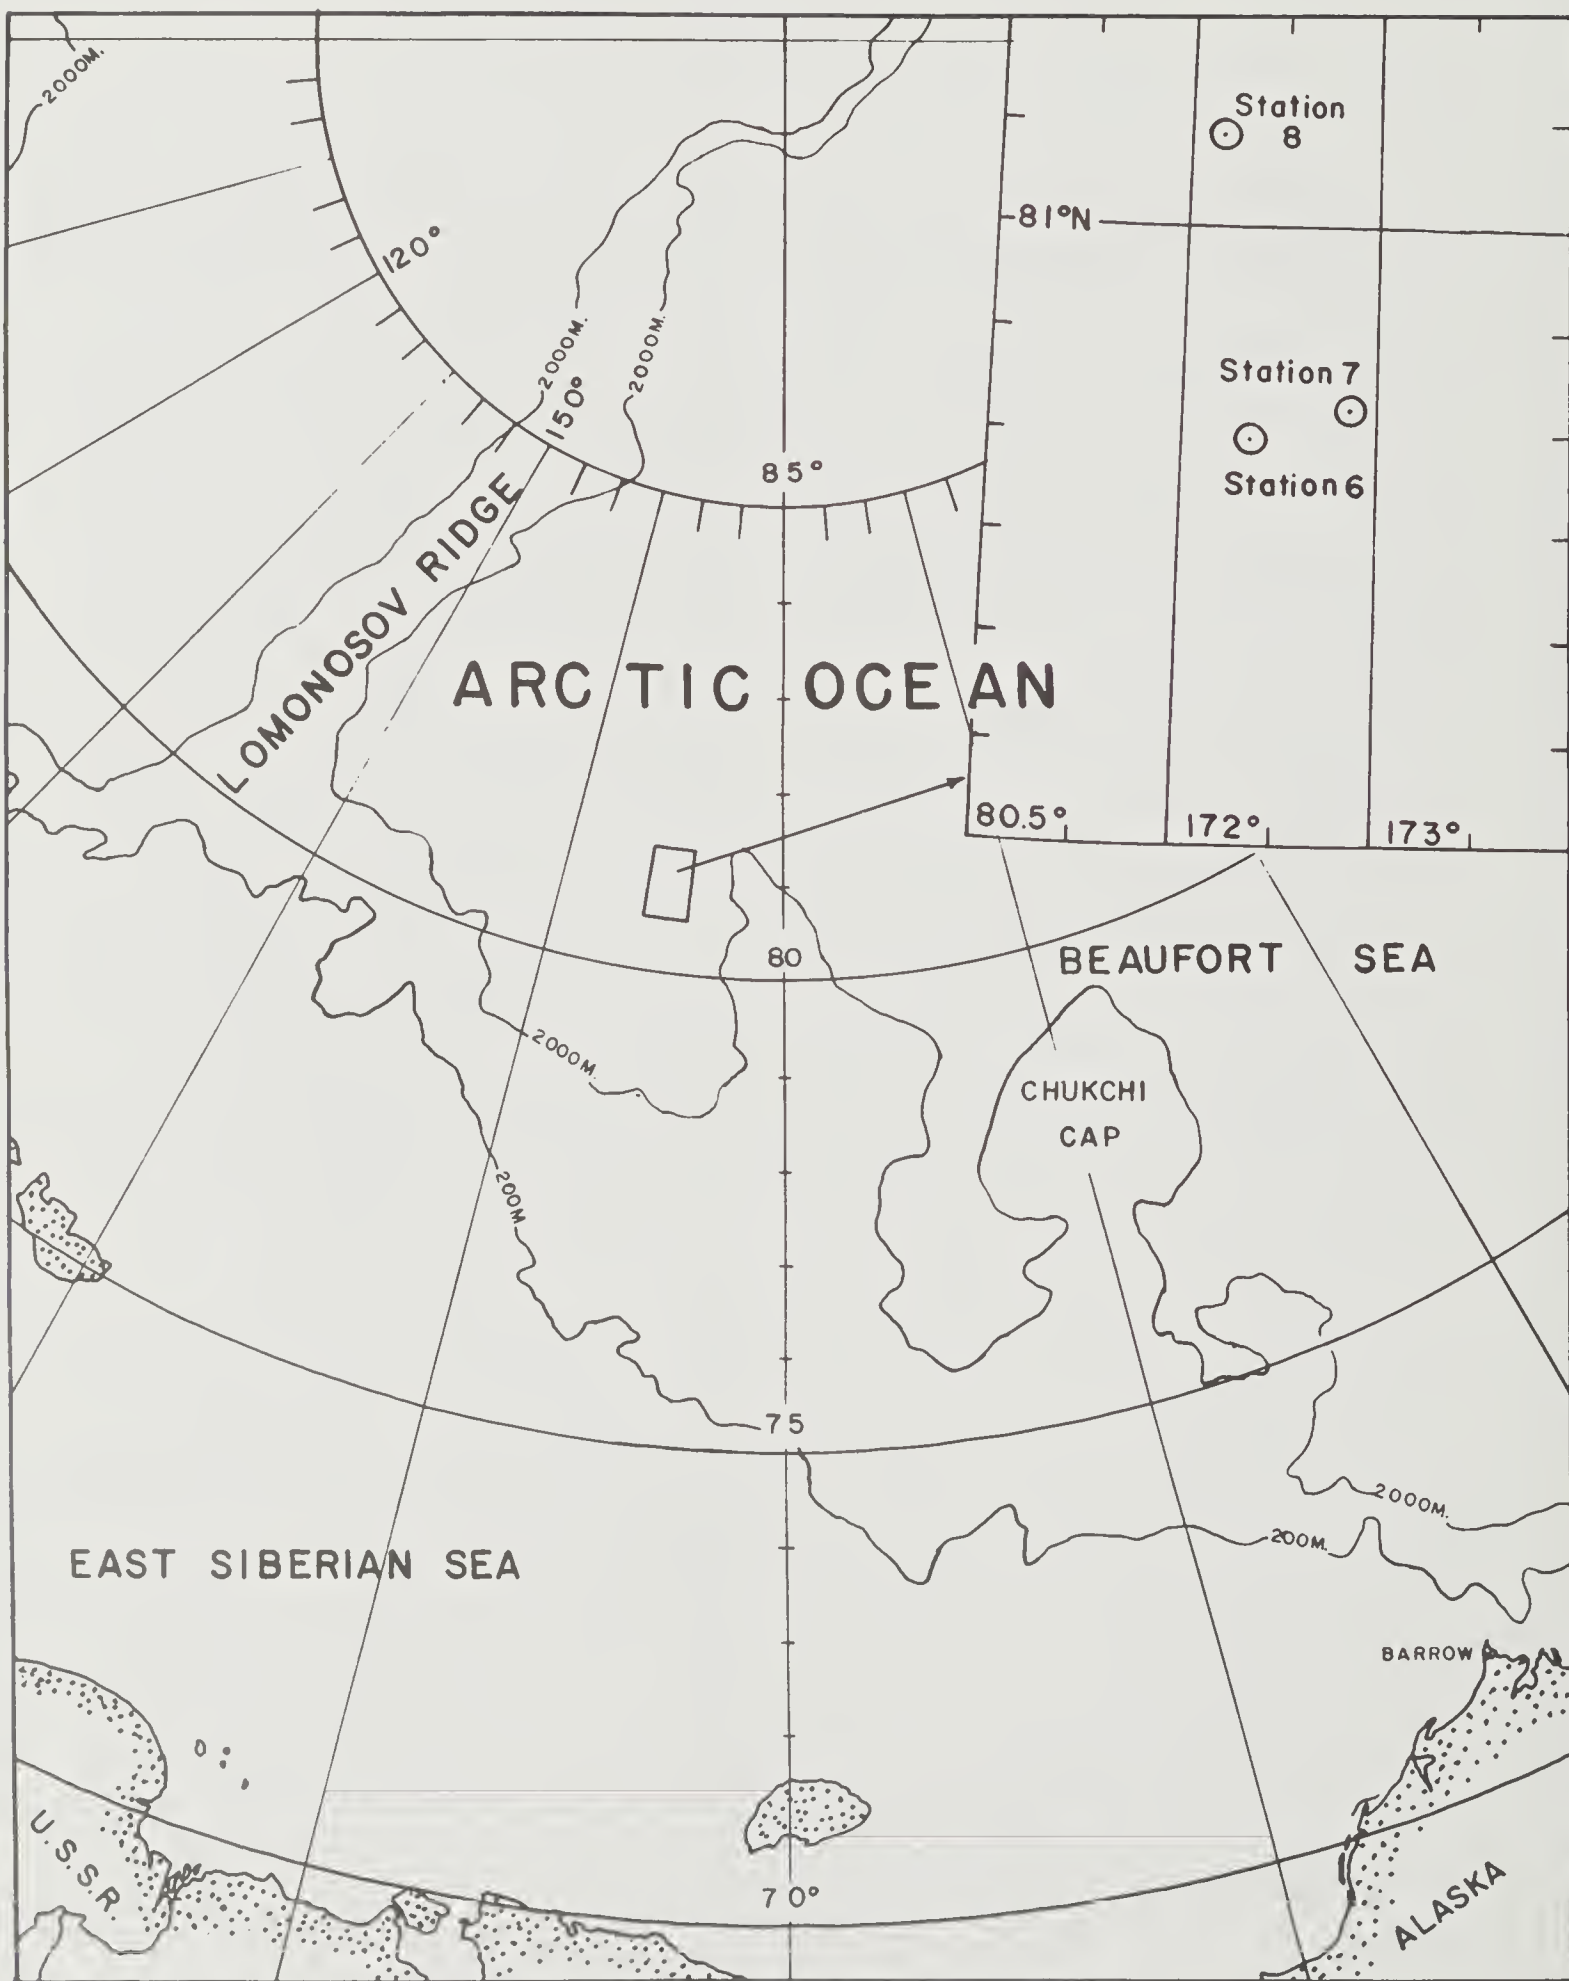 2000M.
Station
8
81°N
120°
2000M.
2000M.
150°
Station 7
Station 6
85°
LOMONOSOV RIDGE
ARCTIC OCEAN
80.5°
172°
173°
80
BEAUFORT SEA
2000M.
CHUKCHI
CAP
200M.
75
2000M.
200M.
EAST SIBERIAN SEA
BARROW
U.S.S.R
70°
ALASKA